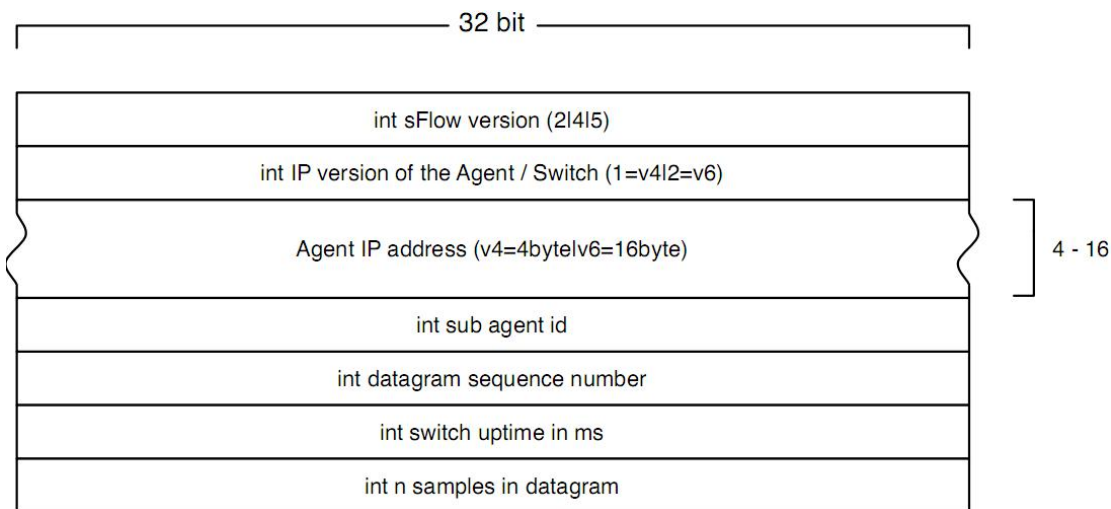 32 bit
int sFlow version (2|4|5)
int IP version of the Agent / Switch (1=v4|2=v6)
Agent IP address (v4=4byte|v6=16byte)
4 - 16
int sub agent id
int datagram sequence number
int switch uptime in ms
int n samples in datagram